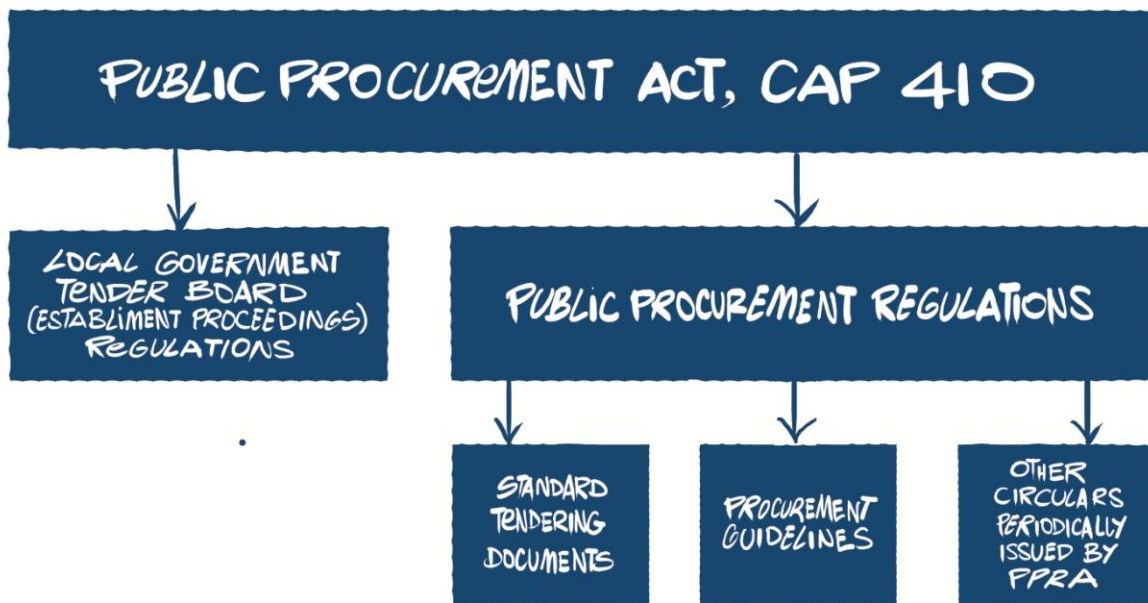 PUBLIC PROCUREMENT ACT, CAP 410
LOCAL GOVERNMENT
TENDER BOARD
(ESTABLIMENT PROCEEDINGS)
REGULATIONS
PUBLIC PROCUREMENT REGULATIONS
STANDARD
TENDERING
DOCUMENTS
PROCUREMENT
GUIDELINES
OTHER
CIRCULARS
PERIODICALLY
ISSUED BY
PPRA